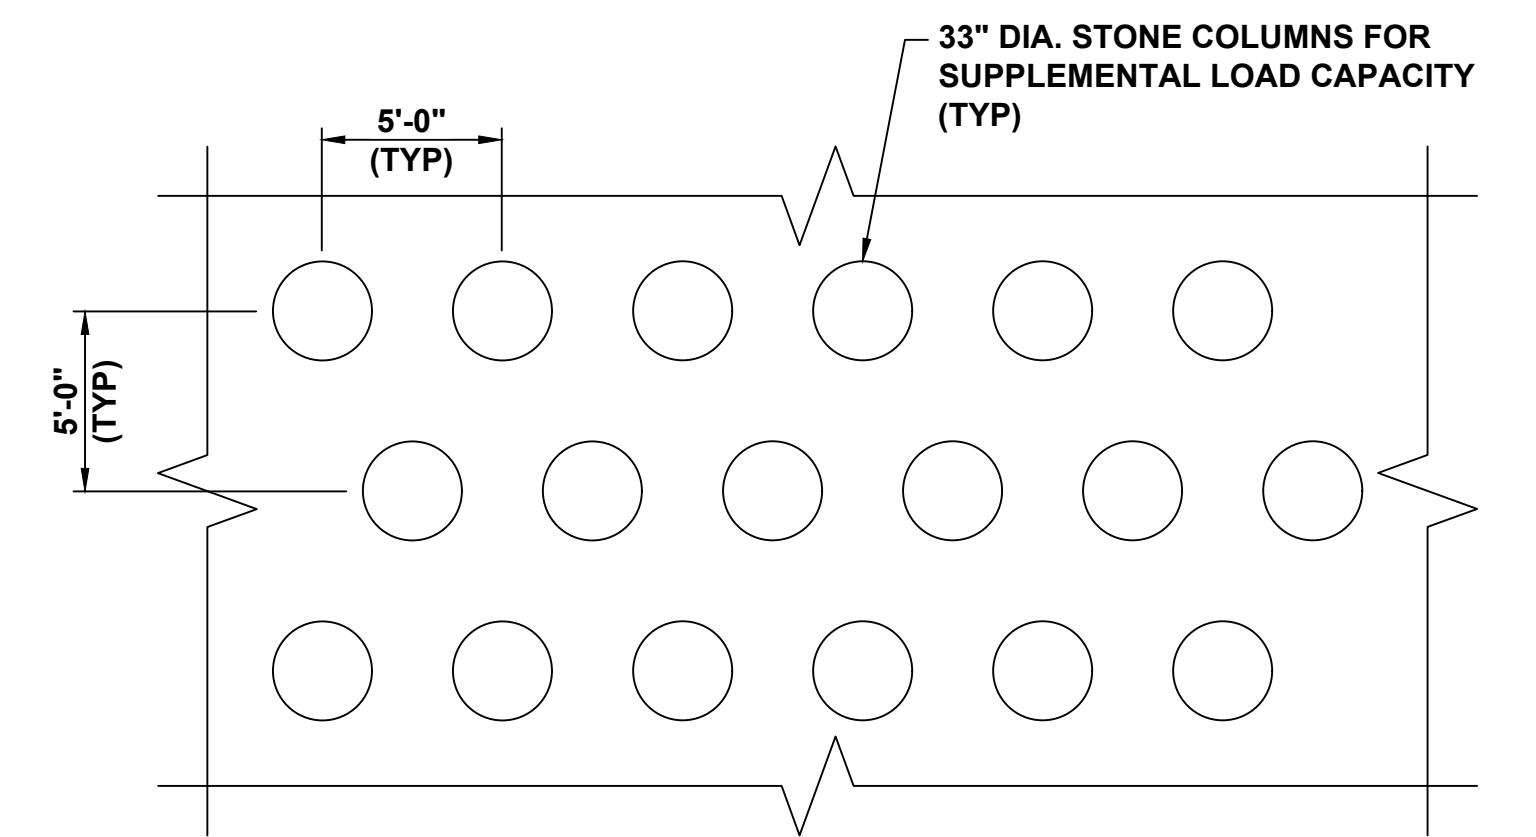 33" DIA. STONE COLUMNS FOR
SUPPLEMENTAL LOAD CAPACITY
(TYP)
5'-0"
(TYP)
5'-0"
(TYP)